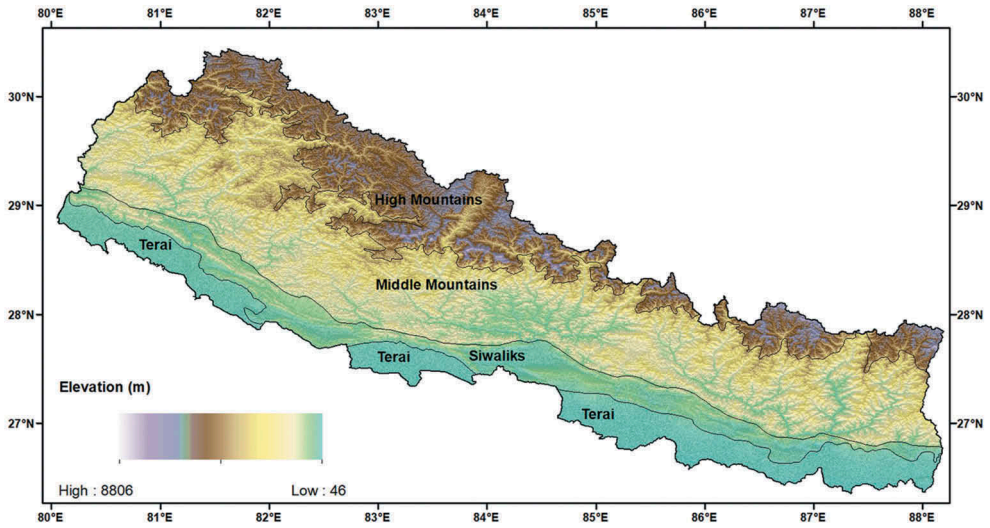 80°E 81°E 82°E 83°E 84°E 85°E 86°E 87°E 88°E
30°N 30°N
High Mountains
29°N 29°N
Terai
Middle Mountains
28°N 28°N
Terai Siwaliks
Elevation (m)
Terai
27°N 27°N
High : 8806 Low : 46
80°E 81°E 82°E 83°E 84°E 85°E 86°E 87°E 88°E